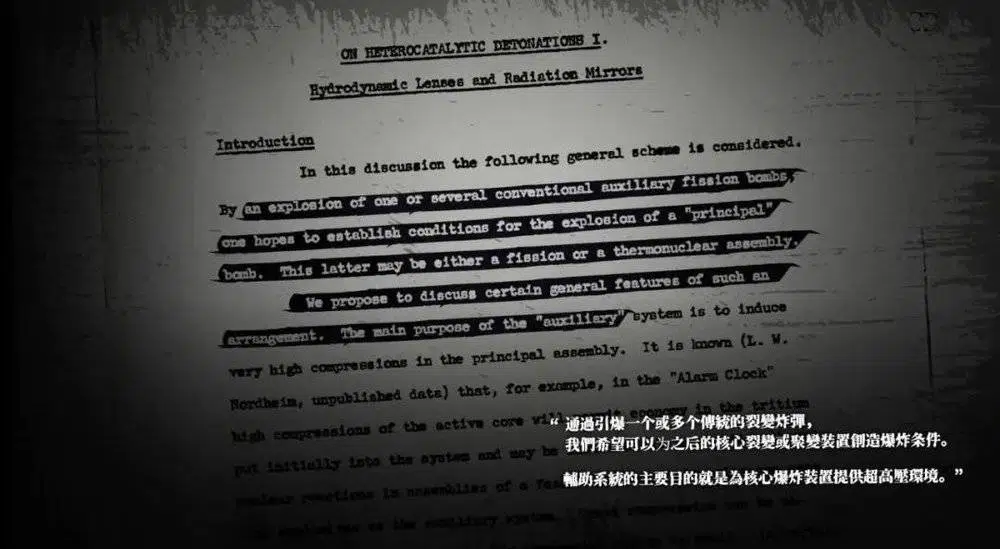 ON HETEROCATALYTIC DETONATIONS I.
Hydrodynamic Lenses and Radiation Mirrors
Introduction
In this discussion the following general scheme is considered.
By an explosion of one or several conventional auxiliary fission bombs,
one hopes to establish conditions for the explosion of a "principal"
bomb. This latter may be either a fission or a thermonuclear assembly.
We propose to discuss certain general features of such an
arrangement. The main purpose of the "auxiliary" system is to induce
very high compressions in the principal assembly. It is known (L. W.
Nordheim, unpublished data) that, for example, in the "Alarm Clock"
high compressions of the active core will economy in the tritium
put initially into the system and may be
nuclear reactions in assemblies of a
as the auxiliary system.
“通過引爆一个或多个傳統的裂變炸彈，
我們希望可以为之后的核心裂變或聚變装置創造爆炸条件。
輔助系統的主要目的就是為核心爆炸装置提供超高壓環境。”